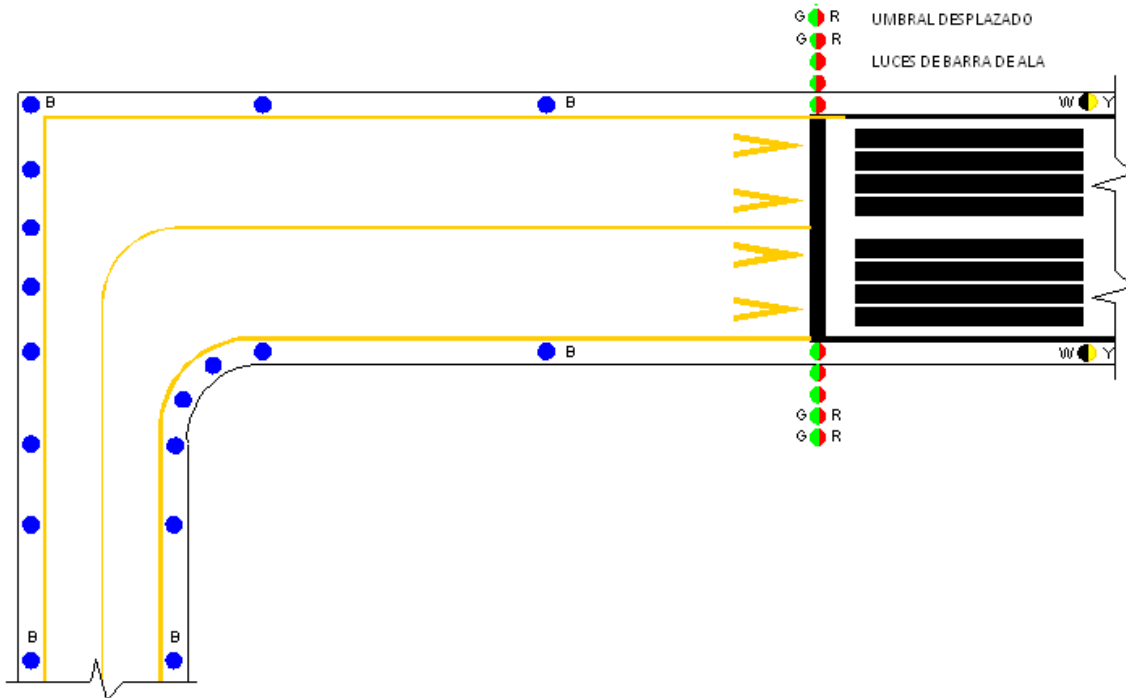 G R UMBRAL DESPLAZADO
G R
LUCES DE BARRA DE ALA
B B W Y
B W Y
G R
G R
B B